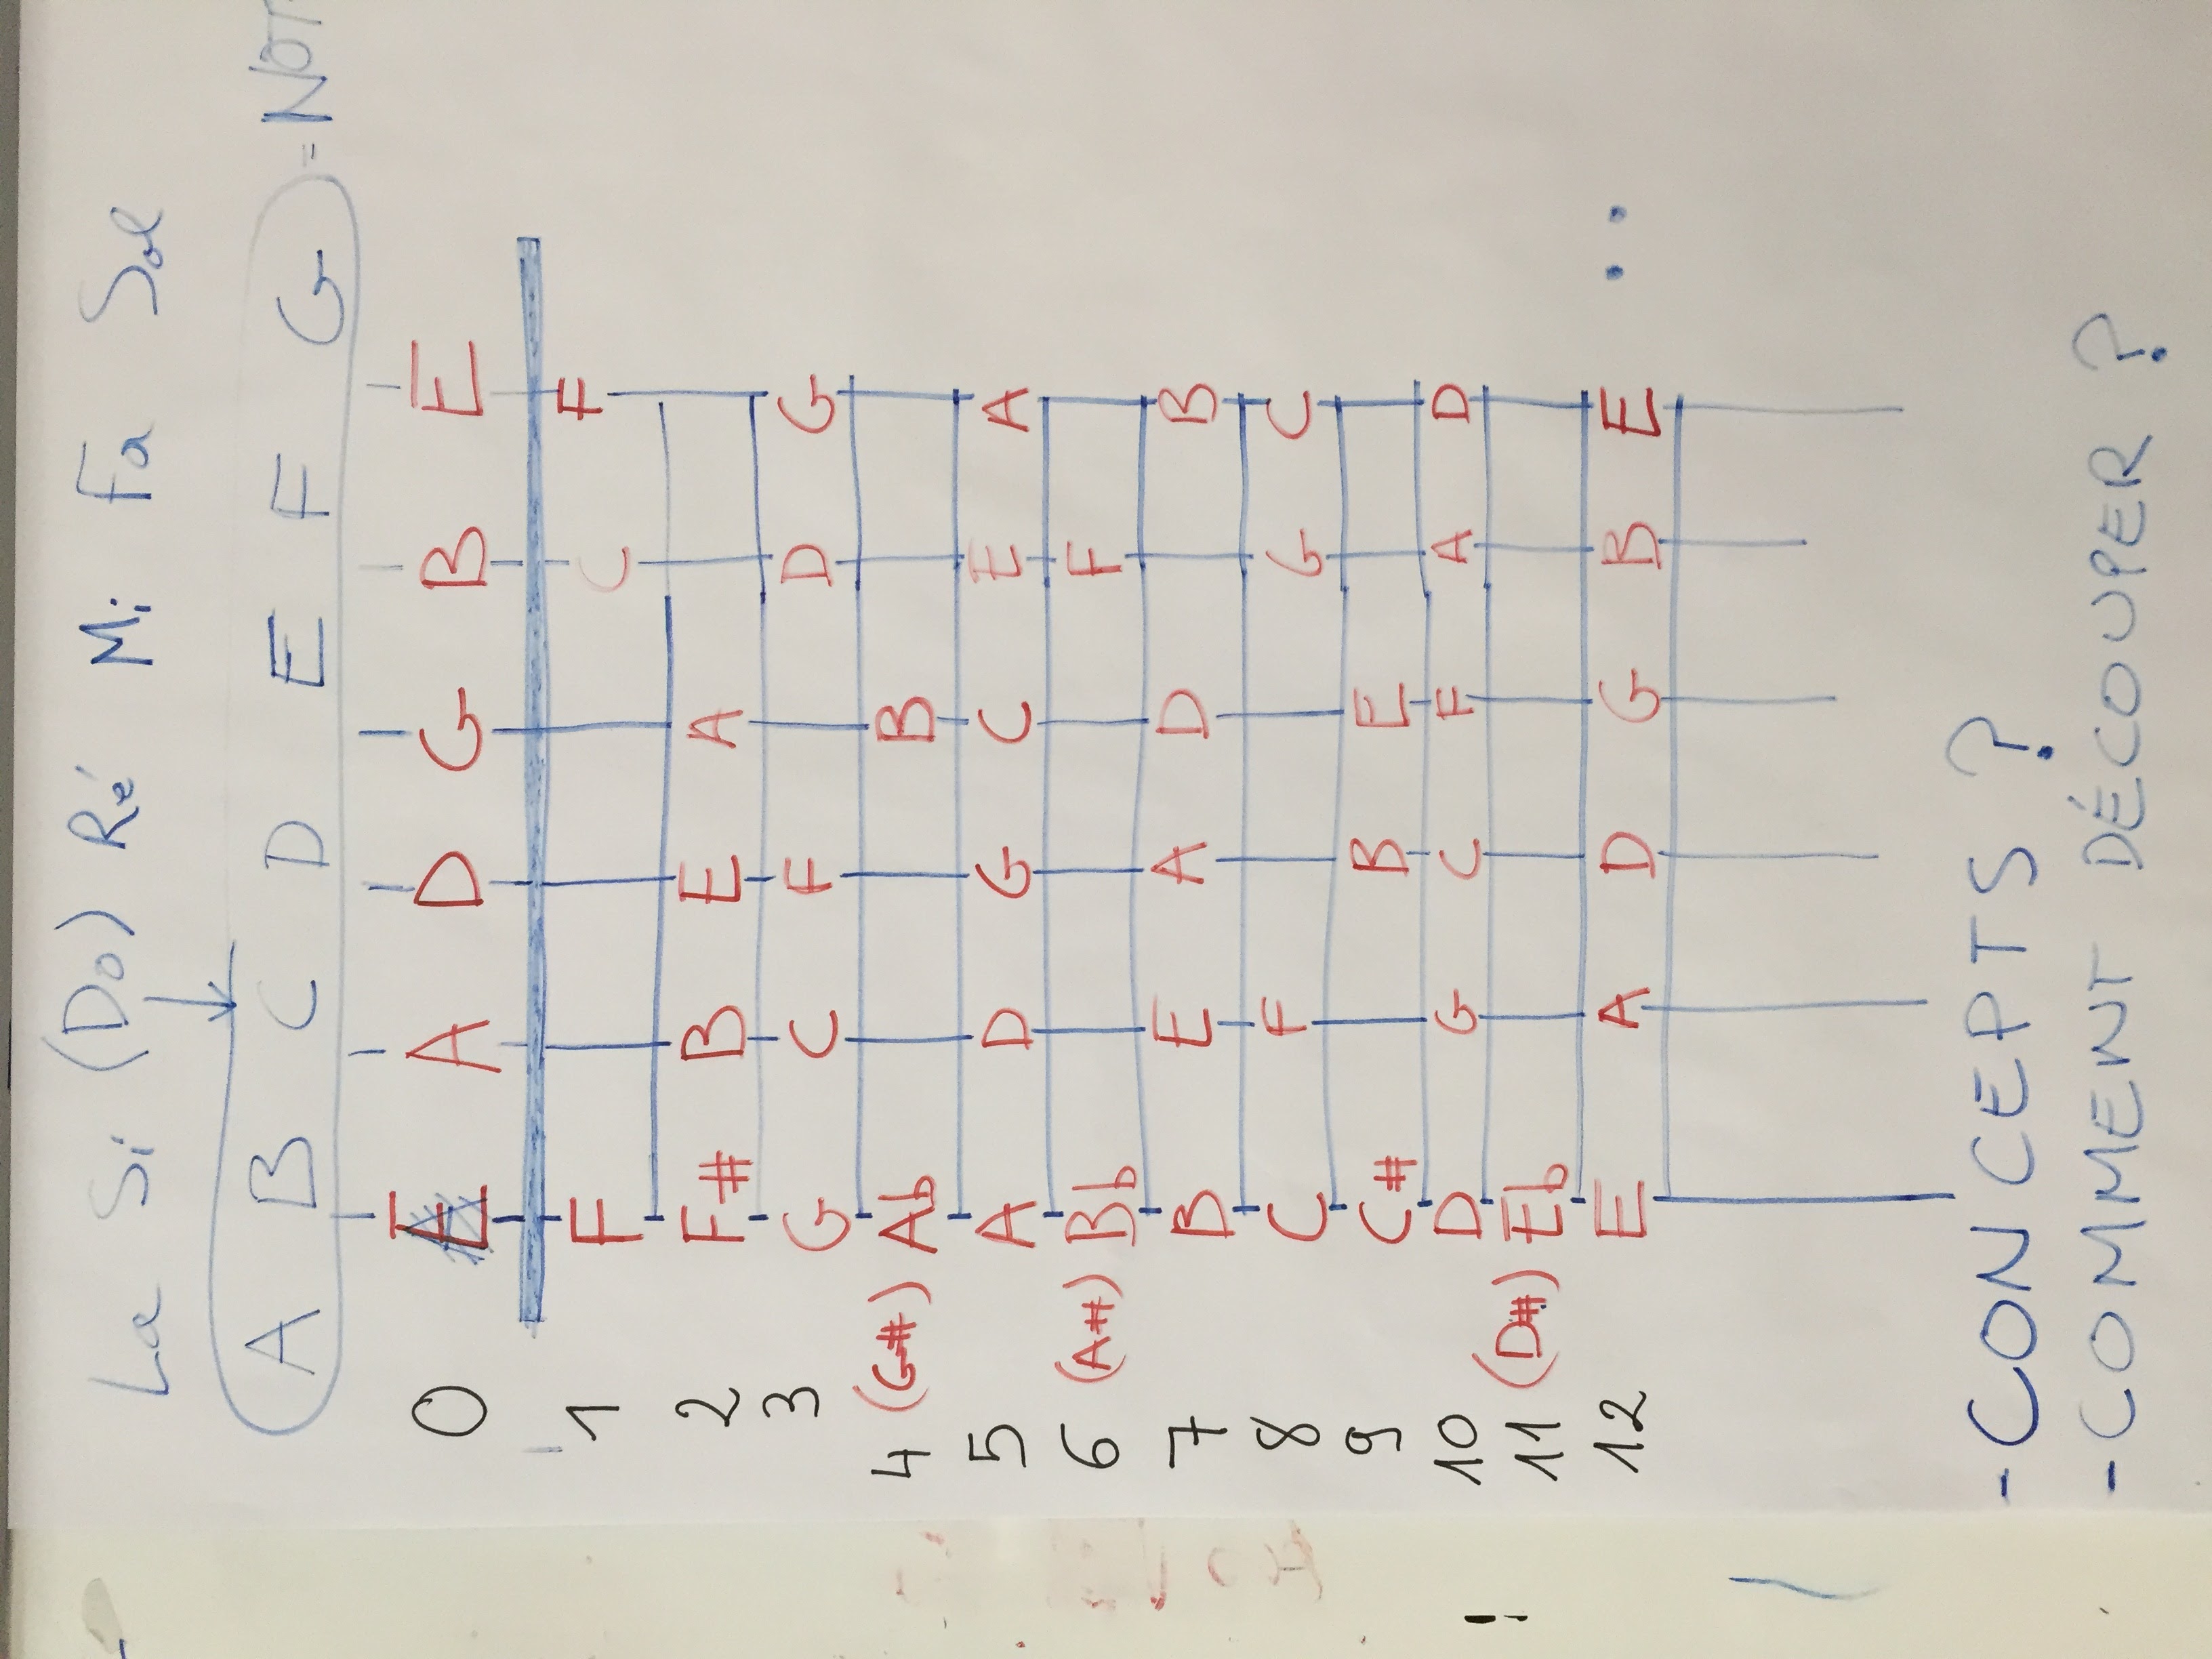 La Si (Do) Ré Mi Fa Sol
A B C D E F G = NOT
0 E A D G B E
1 F C F
2 F# B E A
3 G C F D G
4 (G#) Ab B
5 A D G C E A
6 (A#) Bb F
7 B E A D B
8 C F G C
9 C# B E
10 D G C F A D
11 (D#) Eb
12 E A D G B E ..
!
- CONCEPTS ?
- COMMENT DÉCOUPER ?